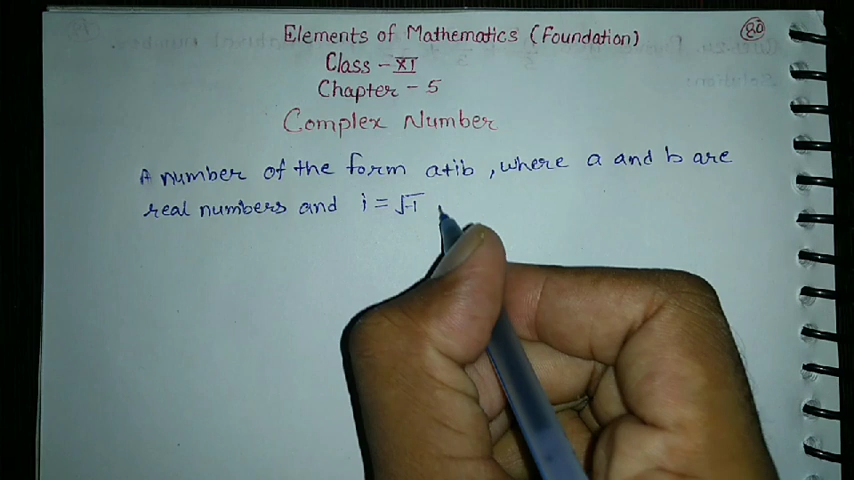 Elements of Mathematics (Foundation)
80
Class - XI
Chapter - 5
Complex Number
A number of the form a+ib, where a and b are
real numbers and i = √-1